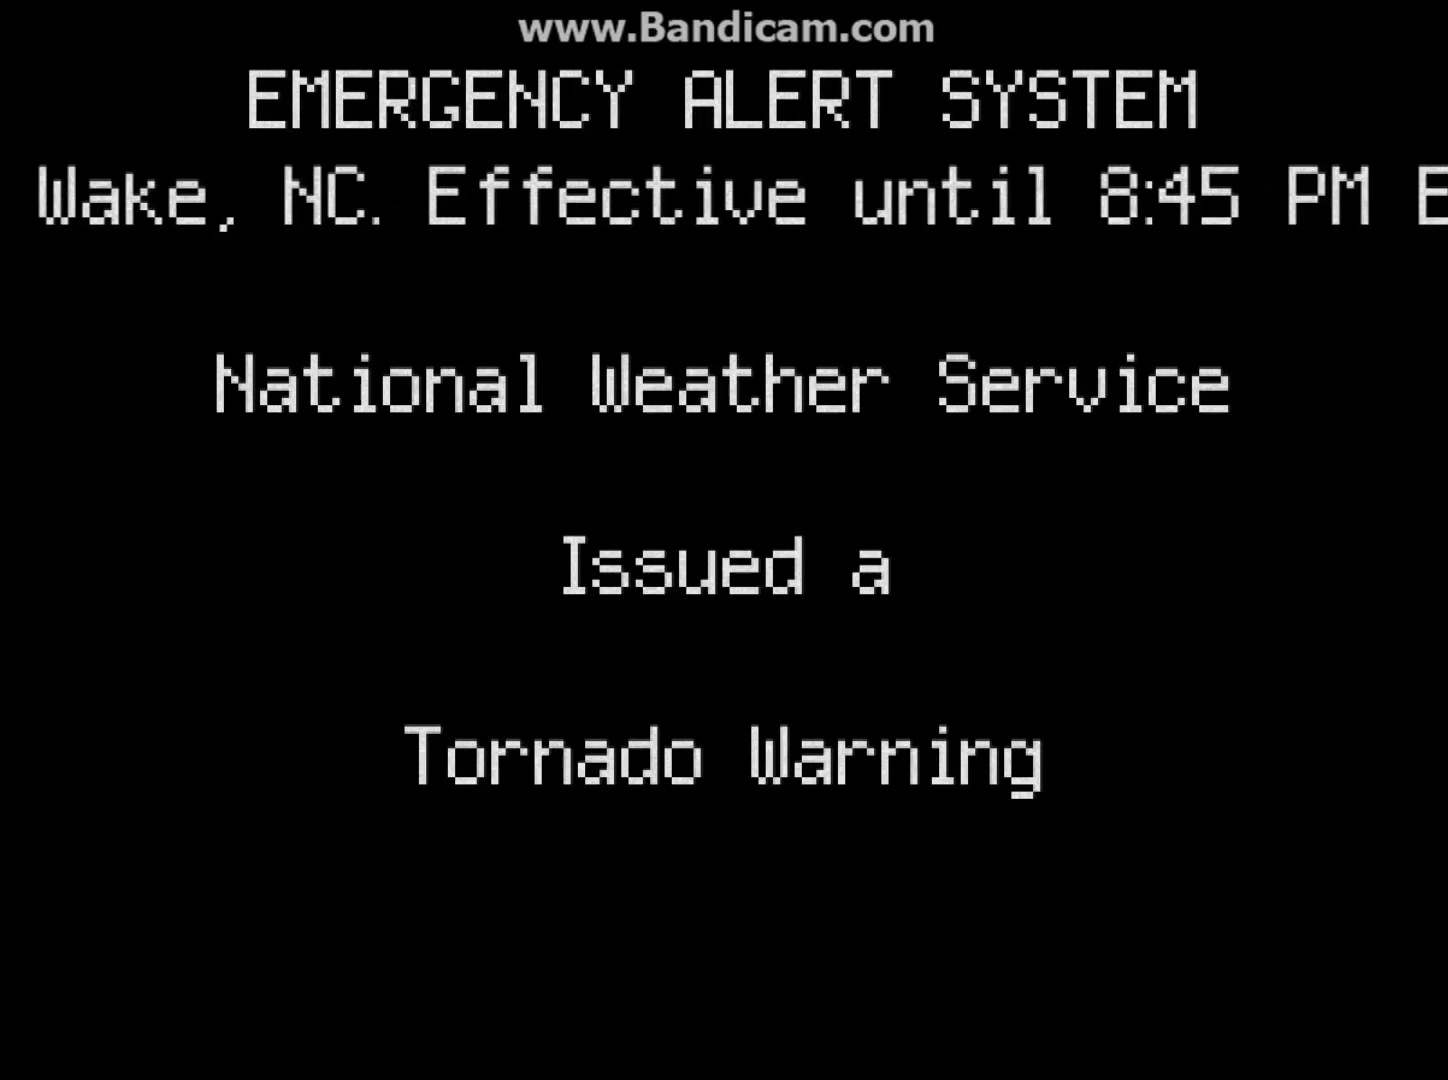 www.Bandicam.com
EMERGENCY ALERT SYSTEM
Wake, NC. Effective until 8:45 PM E
National Weather Service
Issued a
Tornado Warning